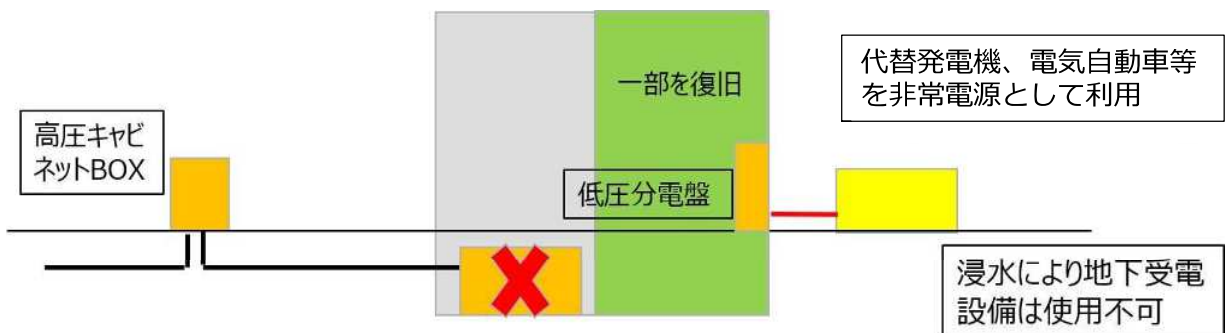 代替発電機、電気自動車等
を非常電源として利用
一部を復旧
高圧キャビ
ネットBOX
低圧分電盤
浸水により地下受電
設備は使用不可